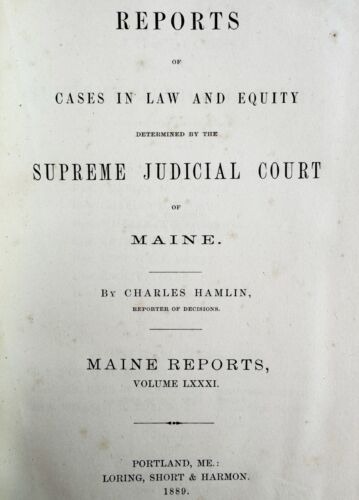 REPORTS
OF
CASES IN LAW AND EQUITY
DETERMINED BY THE
SUPREME JUDICIAL COURT
OF
MAINE.
BY CHARLES HAMLIN,
REPORTER OF DECISIONS.
MAINE REPORTS,
VOLUME LXXXI.
PORTLAND, ME.:
LORING, SHORT & HARMON.
1889.